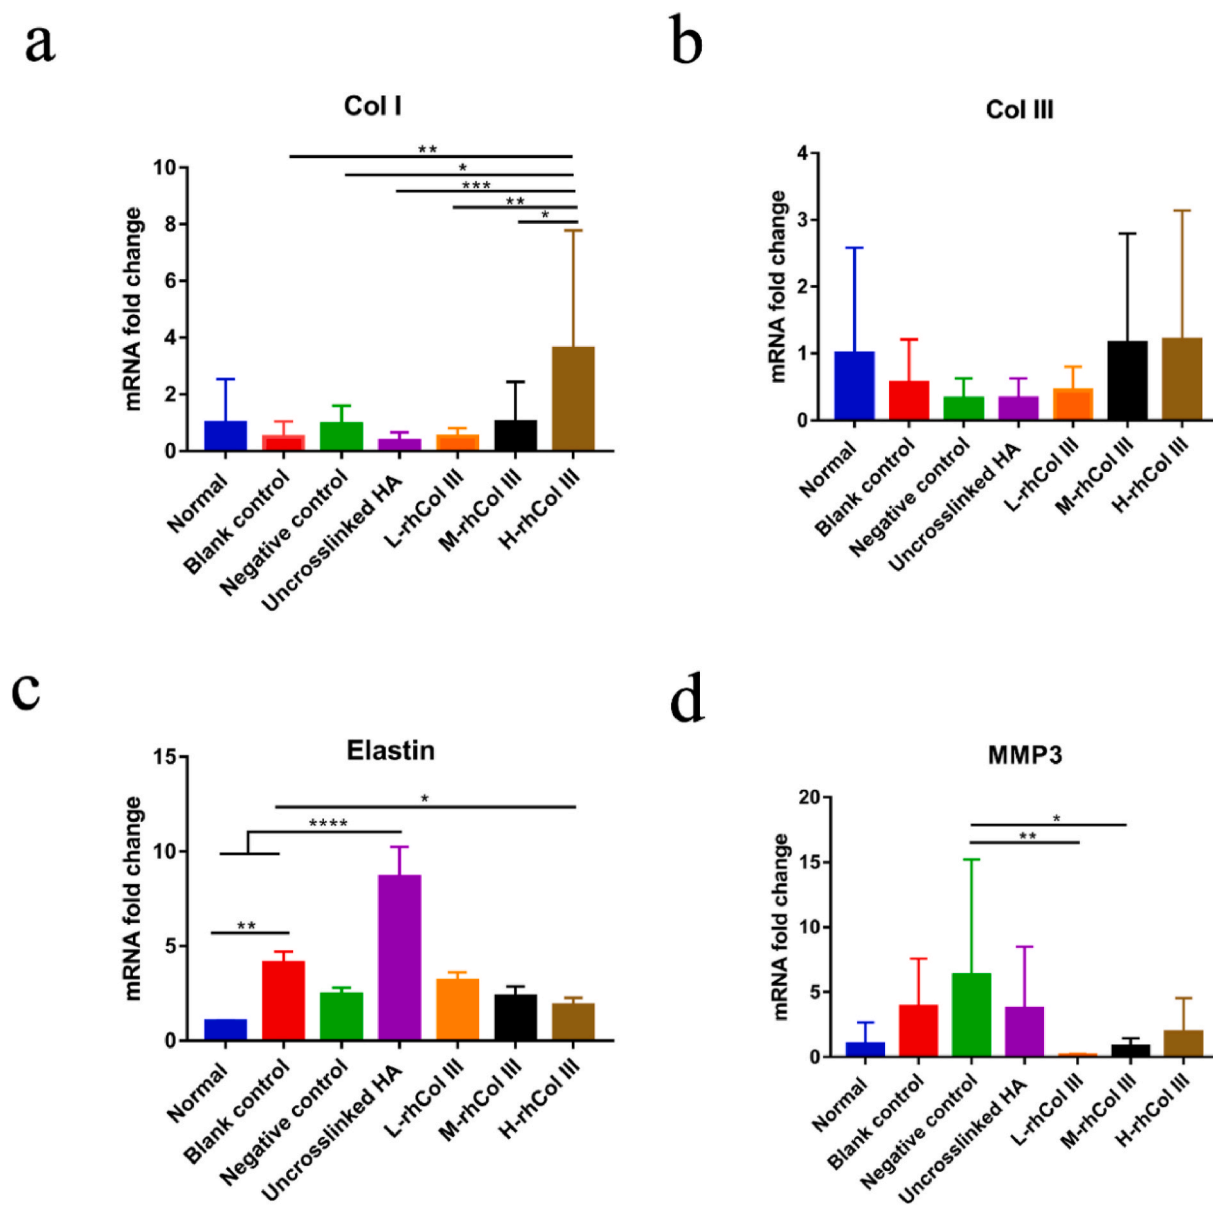 a
Col I
mRNA fold change
10
8
6
4
2
0
**
*
***
**
*
Normal
Blank control
Negative control
Uncrosslinked HA
L-rhCol III
M-rhCol III
H-rhCol III
b
Col III
mRNA fold change
4
3
2
1
0
Normal
Blank control
Negative control
Uncrosslinked HA
L-rhCol III
M-rhCol III
H-rhCol III
c
Elastin
mRNA fold change
15
10
5
0
*
****
**
Normal
Blank control
Negative control
Uncrosslinked HA
L-rhCol III
M-rhCol III
H-rhCol III
d
MMP3
mRNA fold change
20
15
10
5
0
*
**
Normal
Blank control
Negative control
Uncrosslinked HA
L-rhCol III
M-rhCol III
H-rhCol III